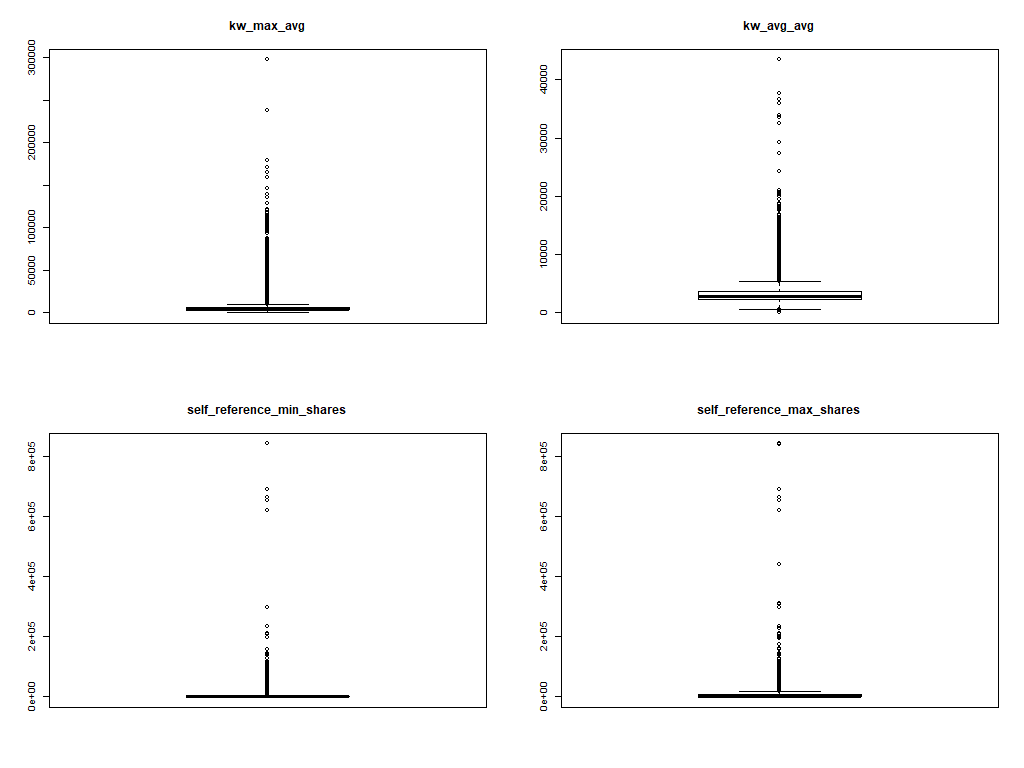 kw_max_avg
300000
200000
100000
50000
0
kw_avg_avg
40000
30000
20000
10000
0
self_reference_min_shares
8e+05
6e+05
4e+05
2e+05
0e+00
self_reference_max_shares
8e+05
6e+05
4e+05
2e+05
0e+00